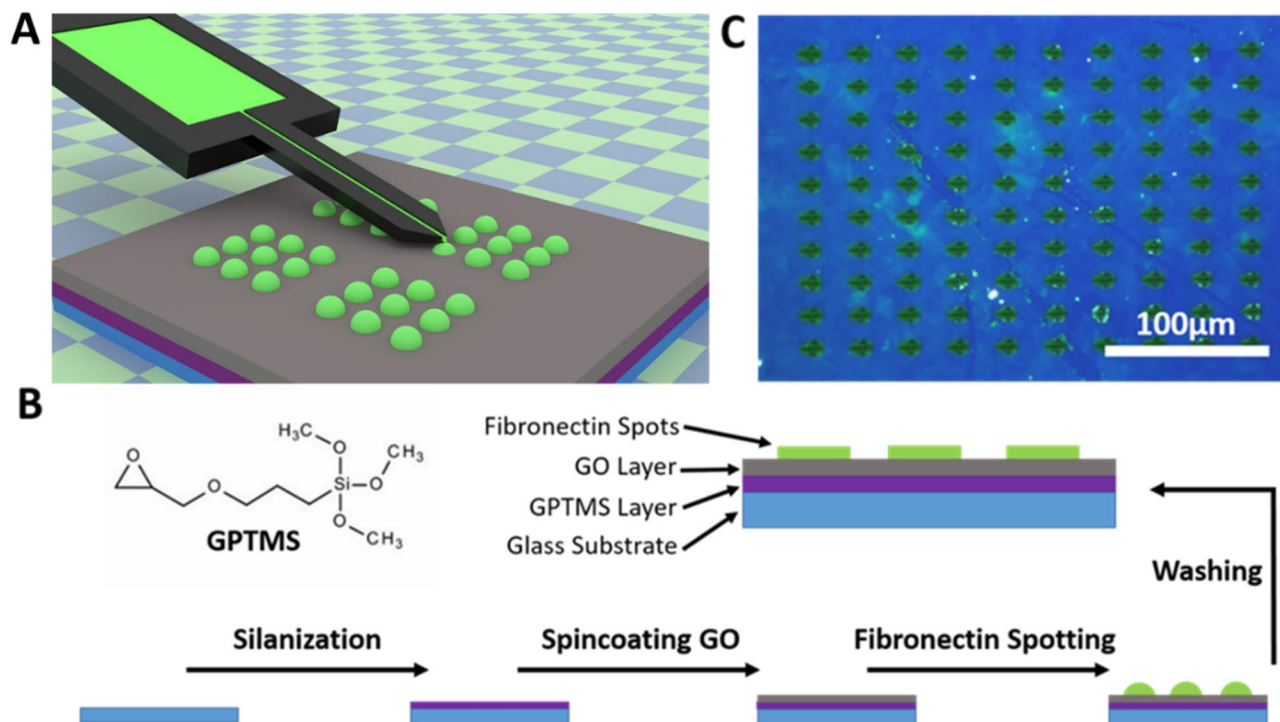 A
C
100µm
B
H₃C
O
O
CH₃
O
Si
O
O
CH₃
GPTMS
Fibronectin Spots
GO Layer
GPTMS Layer
Glass Substrate
Washing
Silanization
Spincoating GO
Fibronectin Spotting